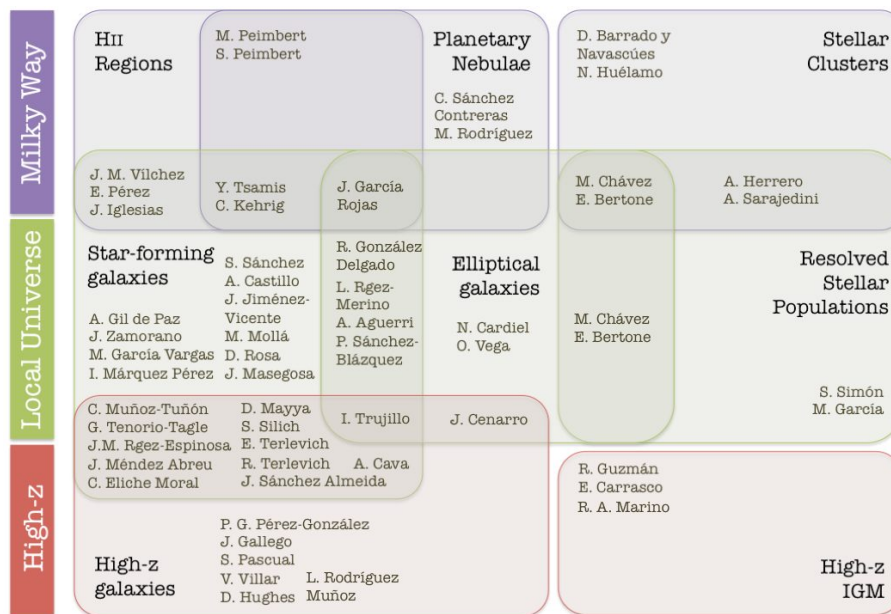 Milky Way
HII
Regions
M. Peimbert
S. Peimbert
Planetary
Nebulae
C. Sánchez
Contreras
M. Rodríguez
D. Barrado y
Navascúes
N. Huélamo
Stellar
Clusters
J. M. Vilchez
E. Pérez
J. Iglesias
Y. Tsamis
C. Kehrig
J. García
Rojas
M. Chávez
E. Bertone
A. Herrero
A. Sarajedini
Local Universe
Star-forming
galaxies
A. Gil de Paz
J. Zamorano
M. García Vargas
I. Márquez Pérez
S. Sánchez
A. Castillo
J. Jiménez-
Vicente
M. Mollá
D. Rosa
J. Masegosa
R. González
Delgado
L. Rgez-
Merino
A. Aguerri
P. Sánchez-
Blázquez
Elliptical
galaxies
N. Cardiel
O. Vega
M. Chávez
E. Bertone
Resolved
Stellar
Populations
S. Simón
M. García
C. Muñoz-Tuñón
G. Tenorio-Tagle
J.M. Rgez-Espinosa
J. Méndez Abreu
C. Eliche Moral
D. Mayya
S. Silich
E. Terlevich
R. Terlevich
J. Sánchez Almeida
I. Trujillo
A. Cava
J. Cenarro
High-z
High-z
galaxies
P. G. Pérez-González
J. Gallego
S. Pascual
V. Villar
D. Hughes
L. Rodríguez
Muñoz
R. Guzmán
E. Carrasco
R. A. Marino
High-z
IGM